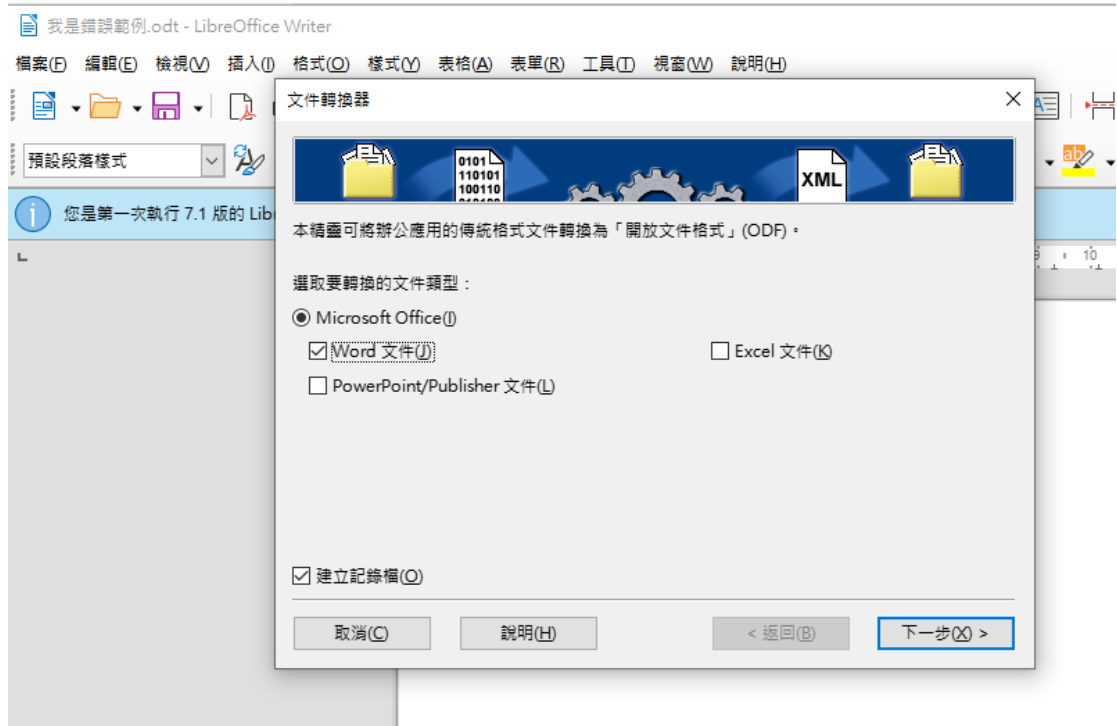 我是錯誤範例.odt - LibreOffice Writer
檔案(F) 編輯(E) 檢視(V) 插入(I) 格式(O) 樣式(Y) 表格(A) 表單(R) 工具(T) 視窗(W) 說明(H)
文件轉換器
預設段落樣式
0101
110101
100110
XML
您是第一次執行 7.1 版的 Lib
本精靈可將辦公應用的傳統格式文件轉換為「開放文件格式」(ODF)。
9 10
選取要轉換的文件類型：
Microsoft Office(I)
Word 文件(J) Excel 文件(K)
PowerPoint/Publisher 文件(L)
建立記錄檔(O)
取消(C) 說明(H) < 返回(B) 下一步(X) >